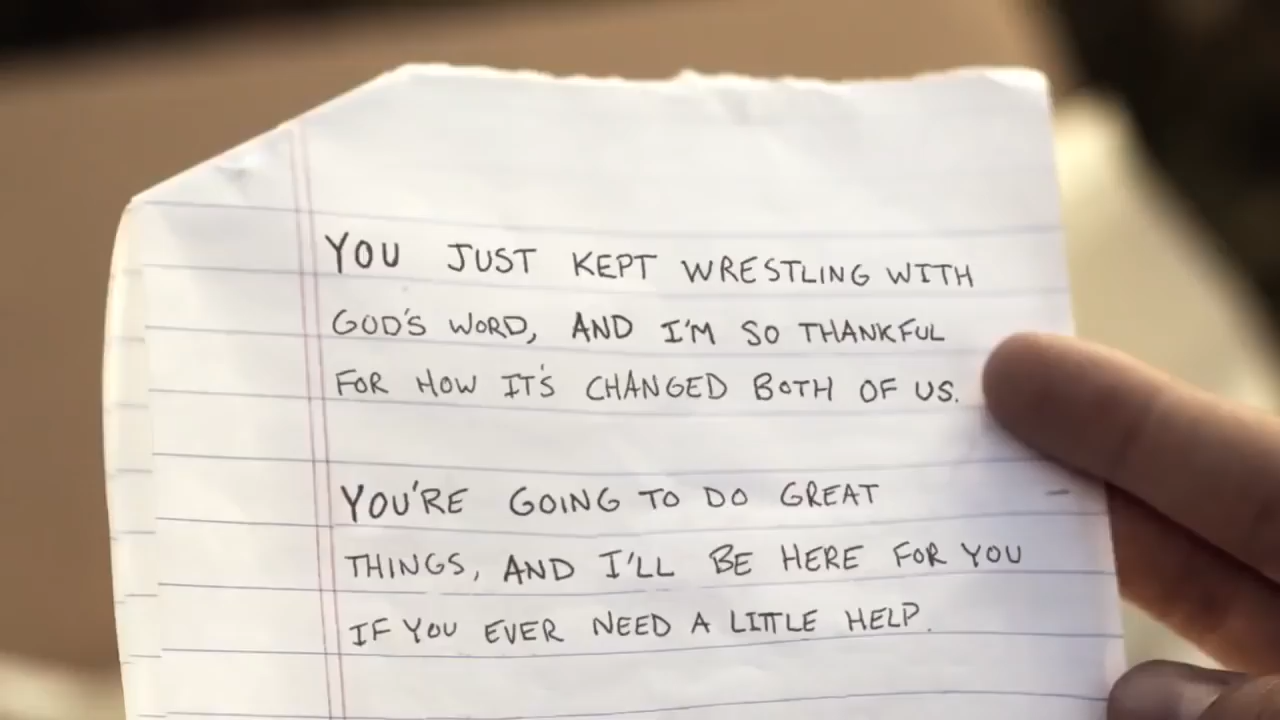 YOU JUST KEPT WRESTLING WITH
GOD'S WORD, AND I'M SO THANKFUL
FOR HOW IT'S CHANGED BOTH OF US.
YOU'RE GOING TO DO GREAT
THINGS, AND I'LL BE HERE FOR YOU
IF YOU EVER NEED A LITTLE HELP.